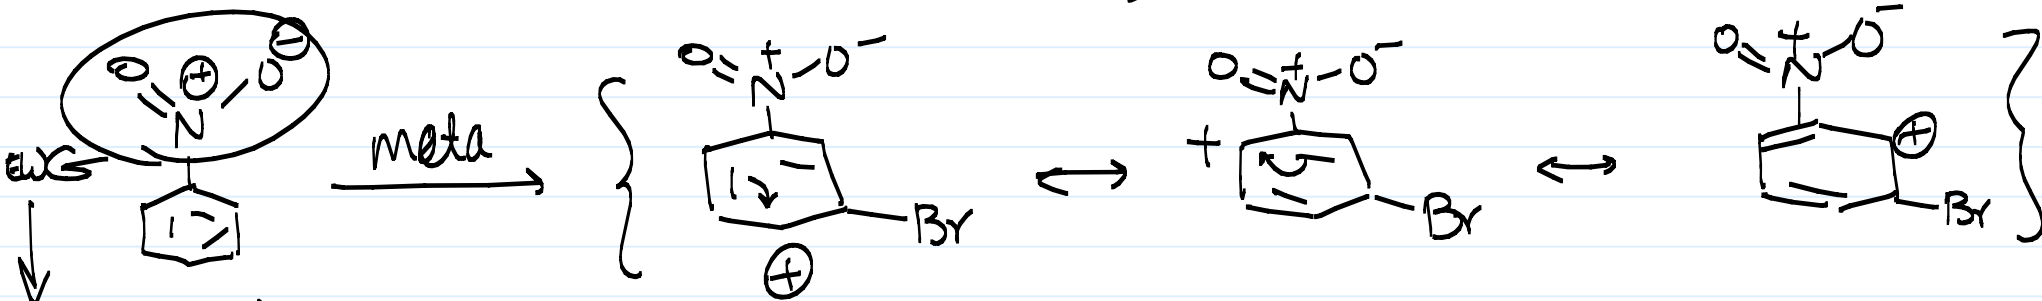 O N ⊕ O ⊖
EWG
meta
O N + O − Br ⊕
O N + O − + Br
O N + O − ⊕ Br